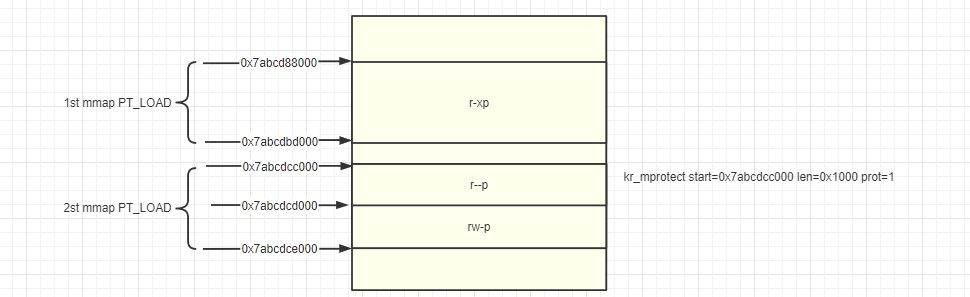 0x7abcd88000
1st mmap PT_LOAD
r-xp
0x7abcdbd000
0x7abcdcc000
r--p
kr_mprotect start=0x7abcdcc000 len=0x1000 prot=1
2st mmap PT_LOAD
0x7abcdcd000
rw-p
0x7abcdce000